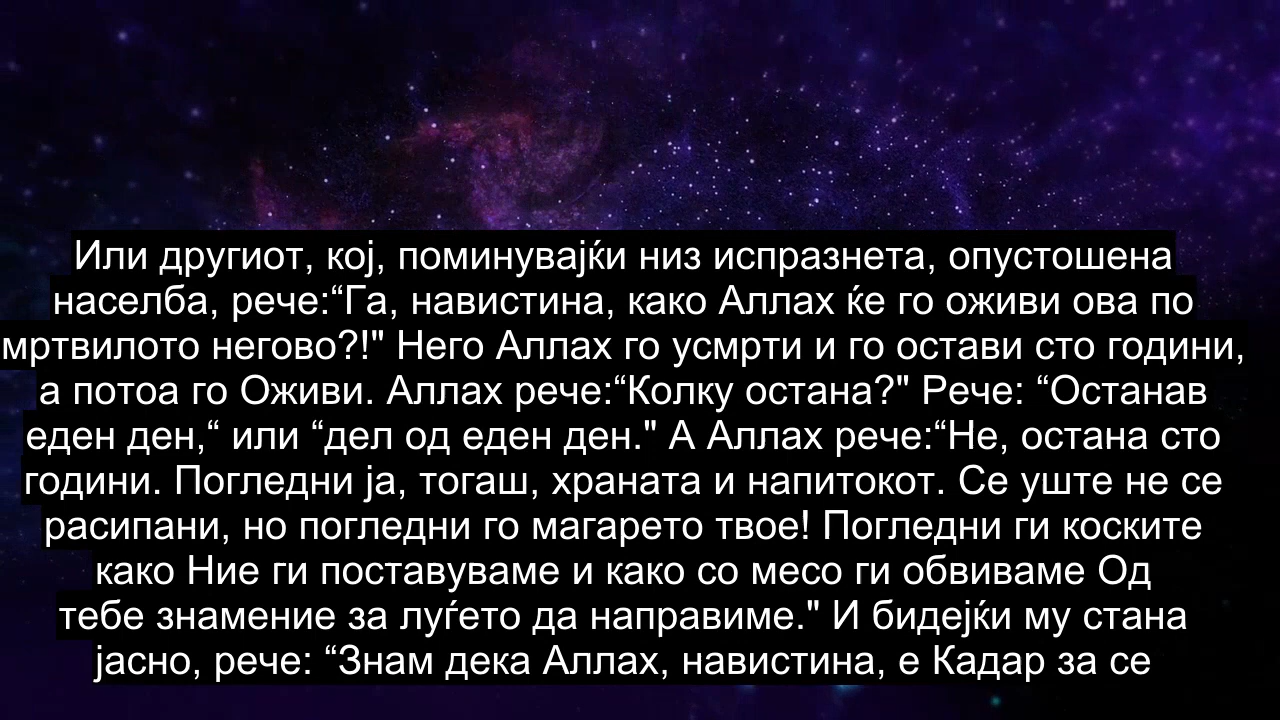 Или другиот, кој, поминувајќи низ испразнета, опустошена
населба, рече:“Га, навистина, како Аллах ќе го оживи ова по
мртвилото негово?!" Него Аллах го усмрти и го остави сто години,
а потоа го Оживи. Аллах рече:“Колку остана?" Рече: “Останав
еден ден,“ или “дел од еден ден." А Аллах рече:“Не, остана сто
години. Погледни ја, тогаш, храната и напитокот. Се уште не се
расипани, но погледни го магарето твое! Погледни ги коските
како Ние ги поставуваме и како со месо ги обвиваме Од
тебе знамение за луѓето да направиме." И бидејќи му стана
јасно, рече: “Знам дека Аллах, навистина, е Кадар за се